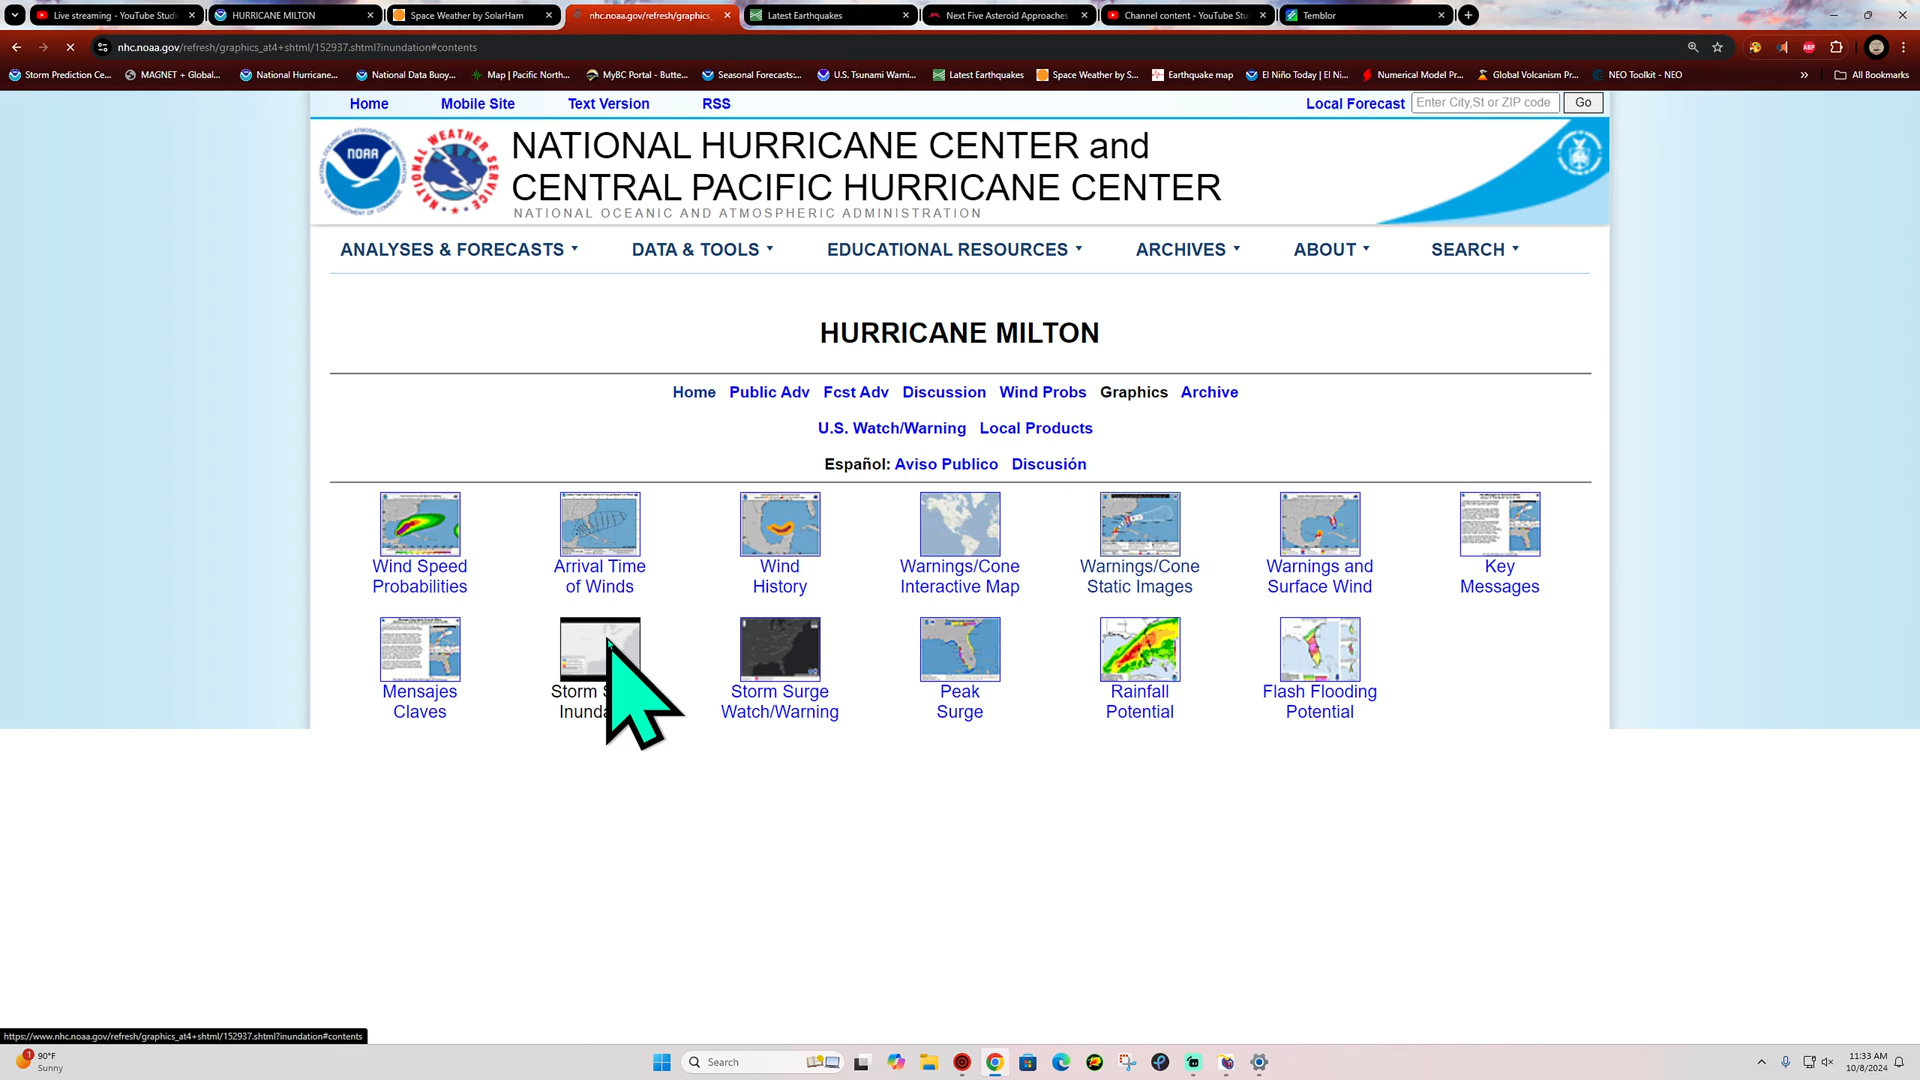 Live streaming - YouTube Studi
HURRICANE MILTON
Space Weather by SolarHam
nhc.noaa.gov/refresh/graphics_
Latest Earthquakes
Next Five Asteroid Approaches
Channel content - YouTube Stu
Temblor
nhc.noaa.gov/refresh/graphics_at4+shtml/152937.shtml?inundation#contents
Storm Prediction Ce...
MAGNET + Global...
National Hurricane...
National Data Buoy...
Map | Pacific North...
MyBC Portal - Butte...
Seasonal Forecasts:...
U.S. Tsunami Warni...
Latest Earthquakes
Space Weather by S...
Earthquake map
El Niño Today | El Ni...
Numerical Model Pr...
Global Volcanism Pr...
NEO Toolkit - NEO
All Bookmarks
Home
Mobile Site
Text Version
RSS
Local Forecast
Enter City,St or ZIP code
Go
NOAA
NATIONAL HURRICANE CENTER and
CENTRAL PACIFIC HURRICANE CENTER
NATIONAL OCEANIC AND ATMOSPHERIC ADMINISTRATION
ANALYSES & FORECASTS
DATA & TOOLS
EDUCATIONAL RESOURCES
ARCHIVES
ABOUT
SEARCH
HURRICANE MILTON
Home Public Adv Fcst Adv Discussion Wind Probs Graphics Archive
U.S. Watch/Warning Local Products
Español: Aviso Publico Discusión
Wind Speed
Probabilities
Arrival Time
of Winds
Wind
History
Warnings/Cone
Interactive Map
Warnings/Cone
Static Images
Warnings and
Surface Wind
Key
Messages
Mensajes
Claves
Storm S
Inunda
Storm Surge
Watch/Warning
Peak
Surge
Rainfall
Potential
Flash Flooding
Potential
https://www.nhc.noaa.gov/refresh/graphics_at4+shtml/152937.shtml?inundation#contents
1
90°F
Sunny
Search
11:33 AM
10/8/2024